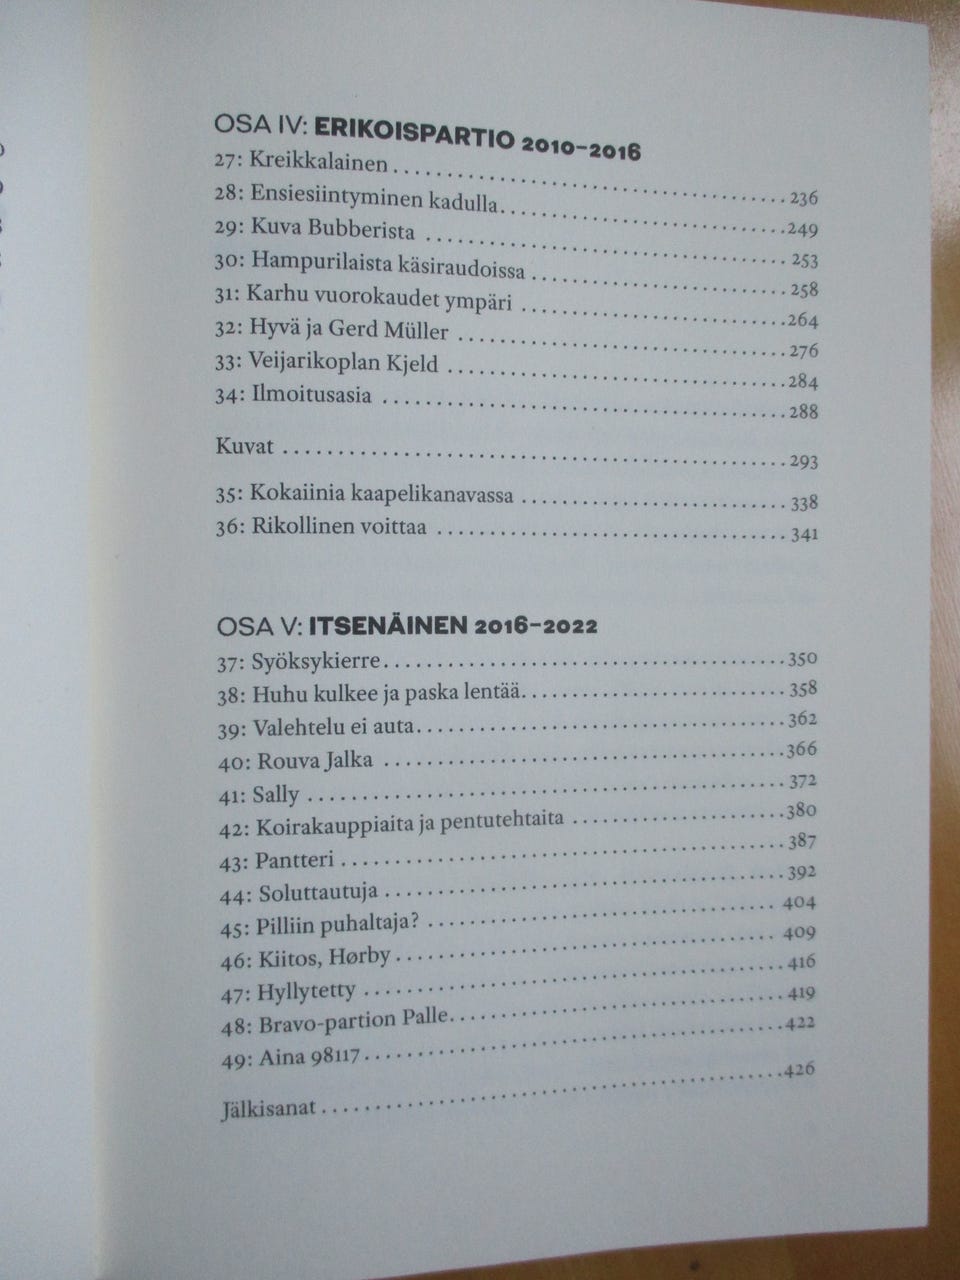 OSA IV: ERIKOISPARTIO 2010–2016
27: Kreikkalainen 236
28: Ensiesiintyminen kadulla 249
29: Kuva Bubberista 253
30: Hampurilaista käsiraudoissa 258
31: Karhu vuorokaudet ympäri 264
32: Hyvä ja Gerd Müller 276
33: Veijarikoplan Kjeld 284
34: Ilmoitusasia 288
Kuvat 293
35: Kokaiinia kaapelikanavassa 338
36: Rikollinen voittaa 341
OSA V: ITSENÄINEN 2016–2022
37: Syöksykierre 350
38: Huhu kulkee ja paska lentää 358
39: Valehtelu ei auta 362
40: Rouva Jalka 366
41: Sally 372
42: Koirakauppiaita ja pentutehtaita 380
43: Pantteri 387
44: Soluttautuja 392
45: Pilliin puhaltaja? 404
46: Kiitos, Hørby 409
47: Hyllytetty 416
48: Bravo-partion Palle 419
49: Aina 98117 422
Jälkisanat 426